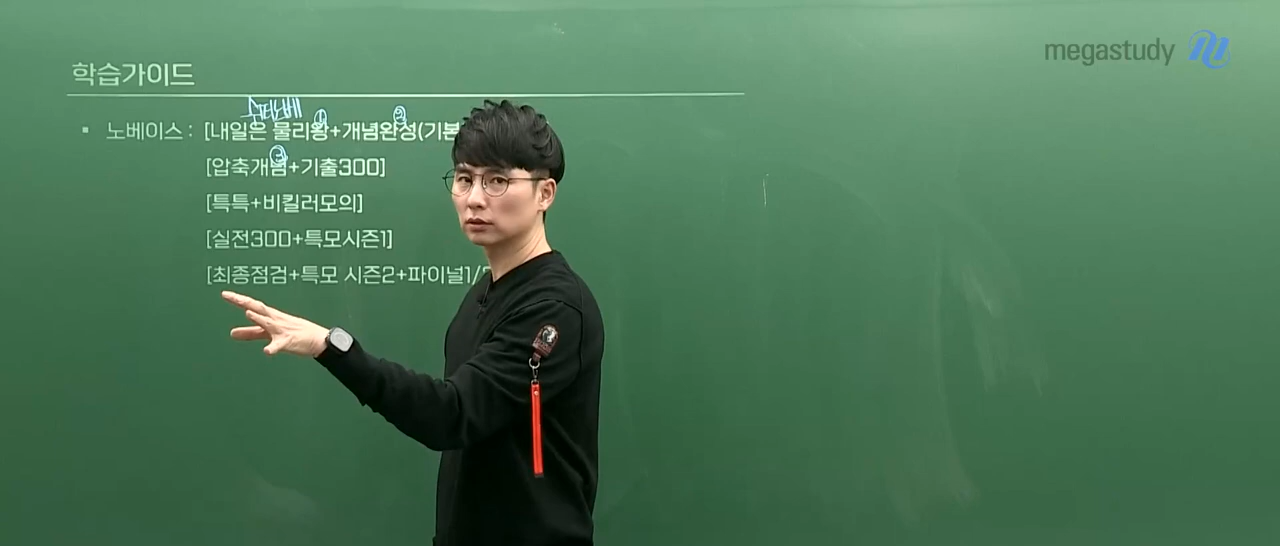 megastudy
학습가이드
① ②
노베이스 : [내일은 물리왕+개념완성(기본
③
[압축개념+기출300]
[특특+비킬러모의]
[실전300+특모시즌1]
[최종점검+특모 시즌2+파이널1/